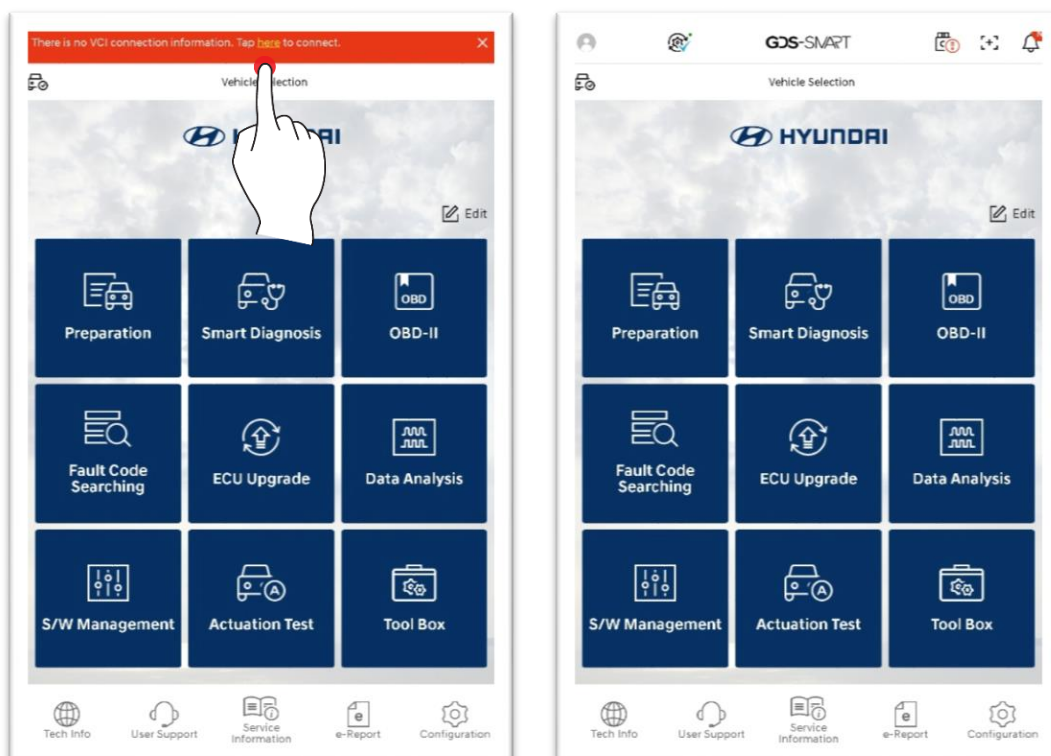 There is no VCI connection information. Tap here to connect.
Vehicle Selection
HYUNDAI
Edit
OBD
Preparation
Smart Diagnosis
OBD-II
Fault Code
Searching
ECU Upgrade
Data Analysis
A
S/W Management
Actuation Test
Tool Box
e
Tech Info
User Support
Service
Information
e-Report
Configuration
GDS-SMART
Vehicle Selection
HYUNDAI
Edit
OBD
Preparation
Smart Diagnosis
OBD-II
Fault Code
Searching
ECU Upgrade
Data Analysis
A
S/W Management
Actuation Test
Tool Box
e
Tech Info
User Support
Service
Information
e-Report
Configuration